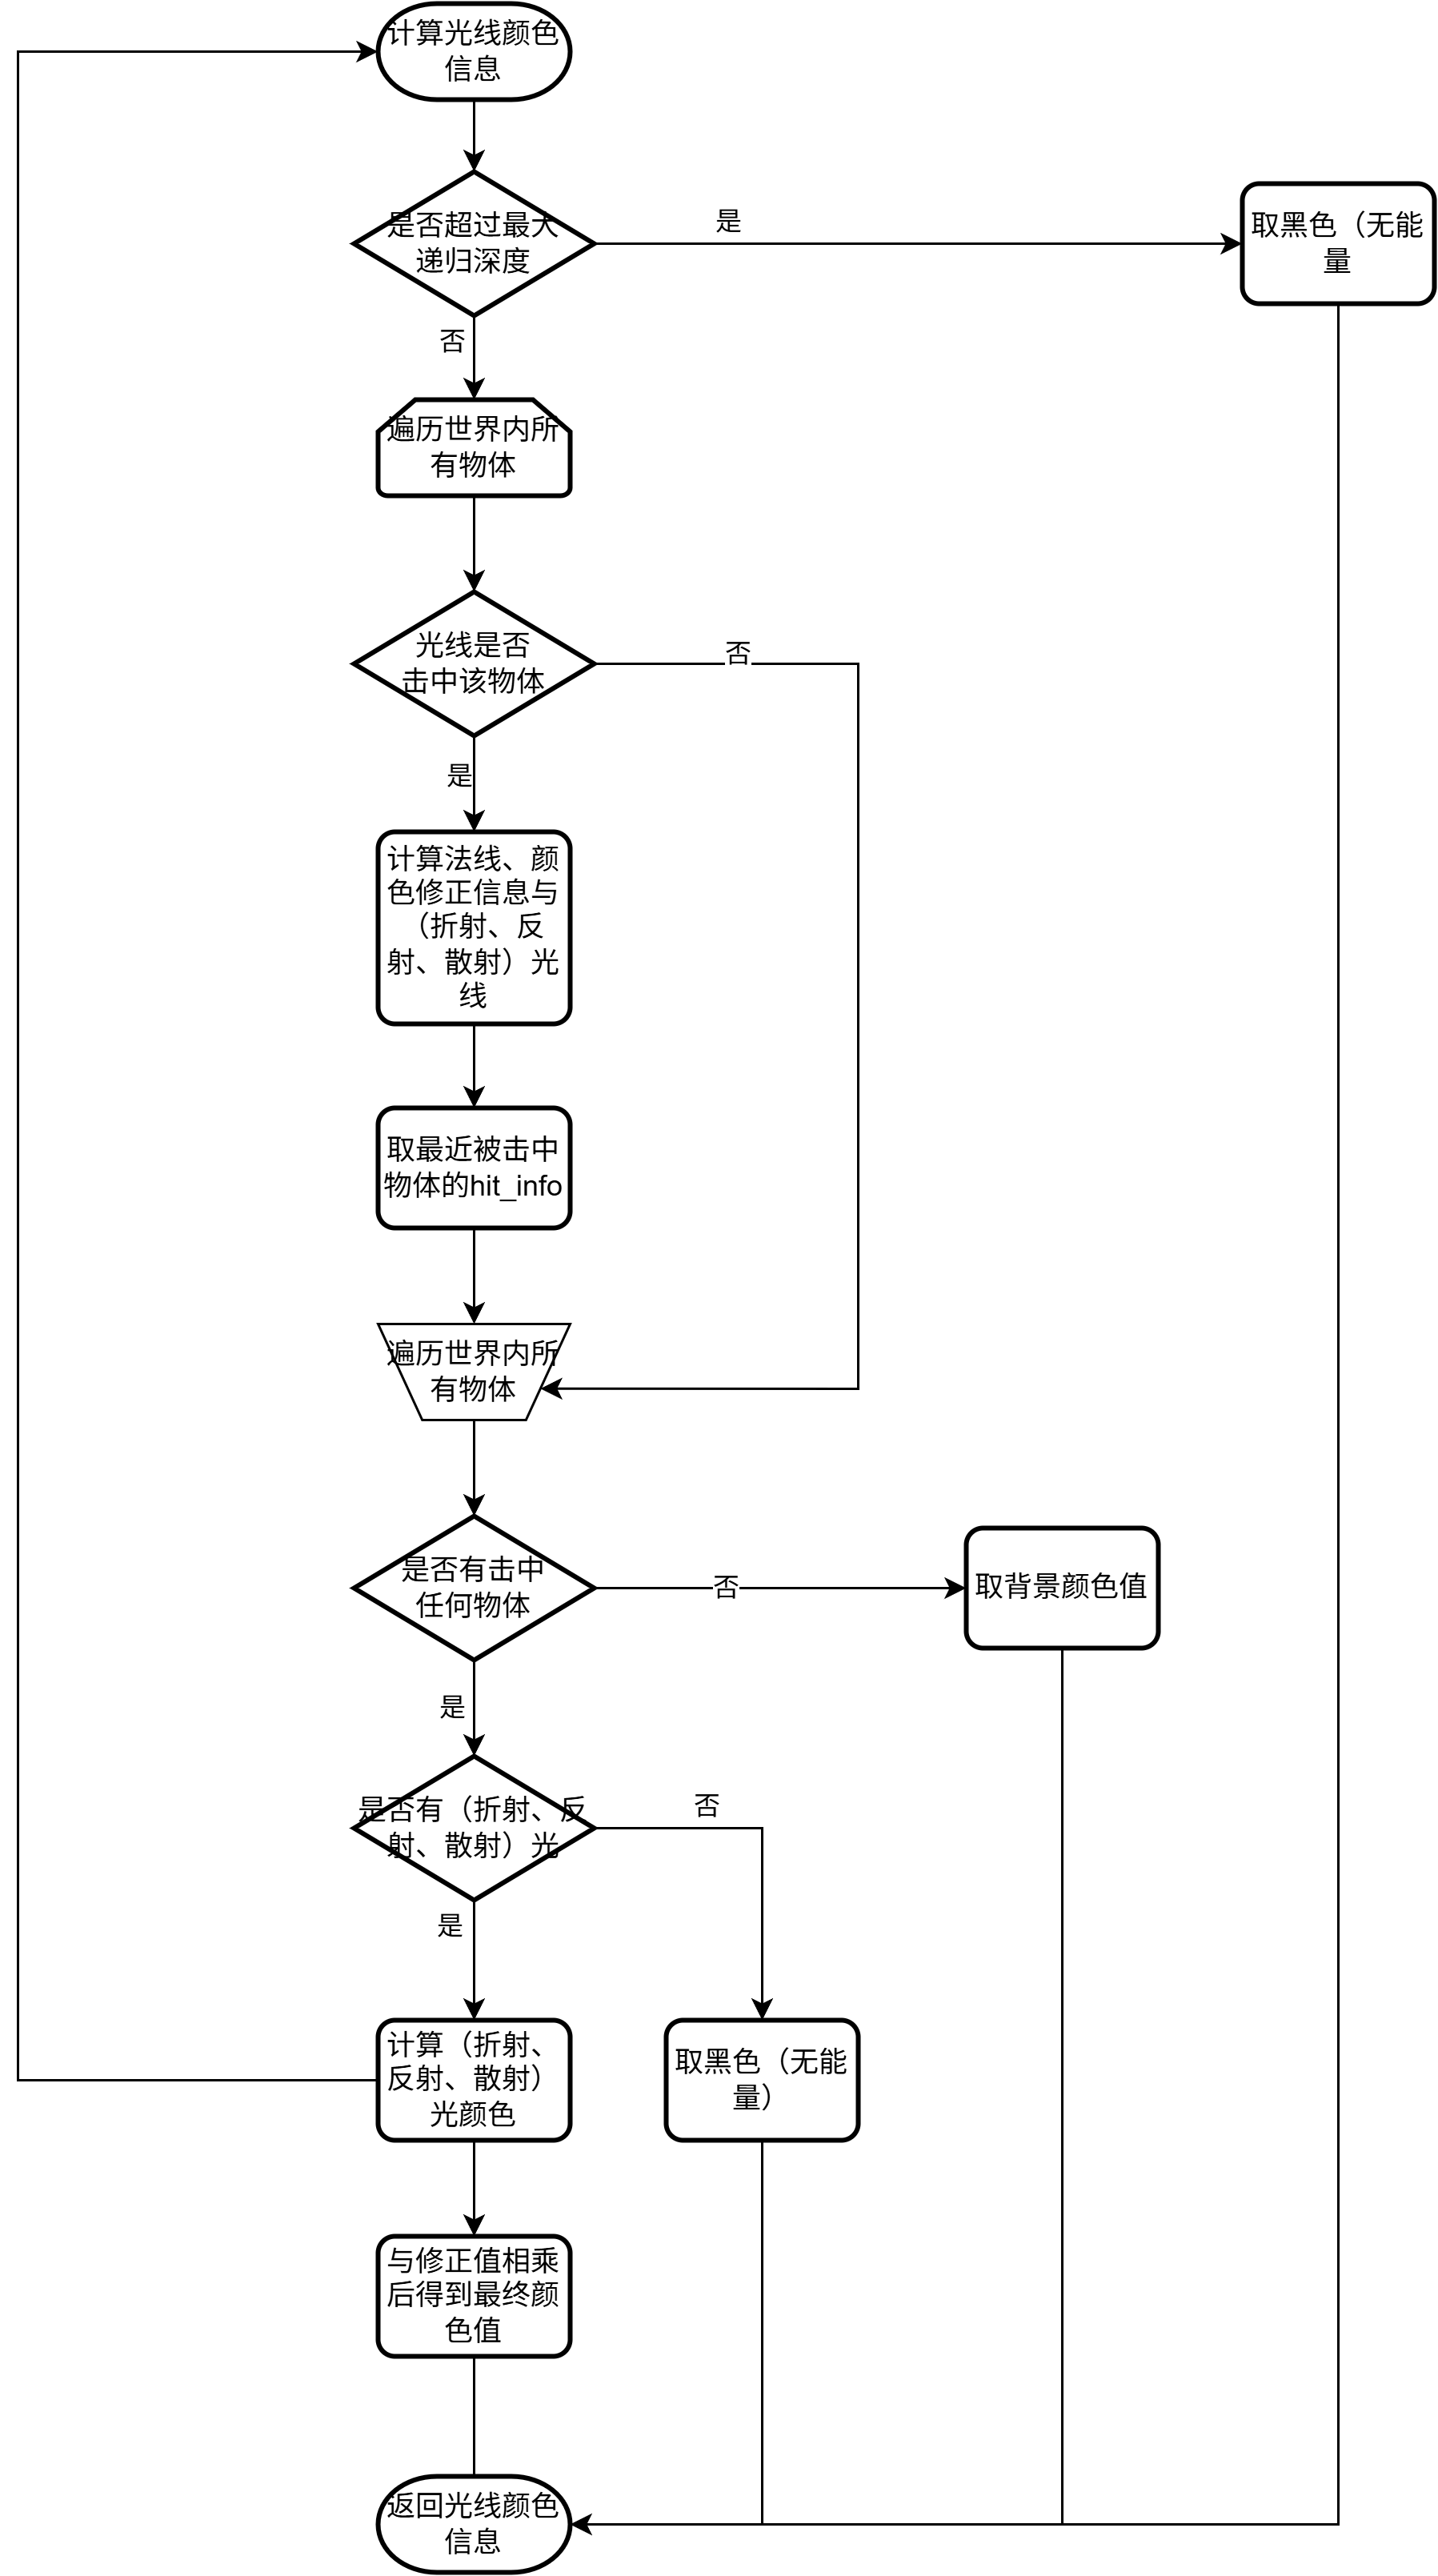 计算光线颜色
信息
是否超过最大
递归深度
是
取黑色（无能
量
否
遍历世界内所
有物体
光线是否
击中该物体
否
是
计算法线、颜
色修正信息与
（折射、反
射、散射）光
线
取最近被击中
物体的hit_info
遍历世界内所
有物体
是否有击中
任何物体
否
取背景颜色值
是
是否有（折射、反
射、散射）光
否
是
计算（折射、
反射、散射）
光颜色
取黑色（无能
量）
与修正值相乘
后得到最终颜
色值
返回光线颜色
信息